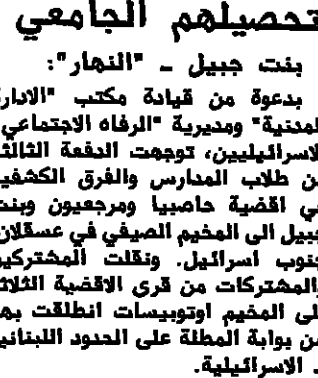 تحصيلهم الجامعي
بنت جبيل ـ "النهار":
بدعوة من قيادة مكتب "الادارة
المدنية" ومديرية "الرفاه الاجتماعي"
الاسرائيليين، توجهت الدفعة الثالثة
من طلاب المدارس والفرق الكشفية
في اقضية حاصبيا ومرجعيون وبنت
جبيل الى المخيم الصيفي في عسقلان
جنوب اسرائيل. ونقلت المشتركين
والمشتركات من قرى الاقضية الثلاثة
الى المخيم اوتوبيسات انطلقت بهم
من بوابة المطلة على الحدود اللبنانية
ـ الاسرائيلية.